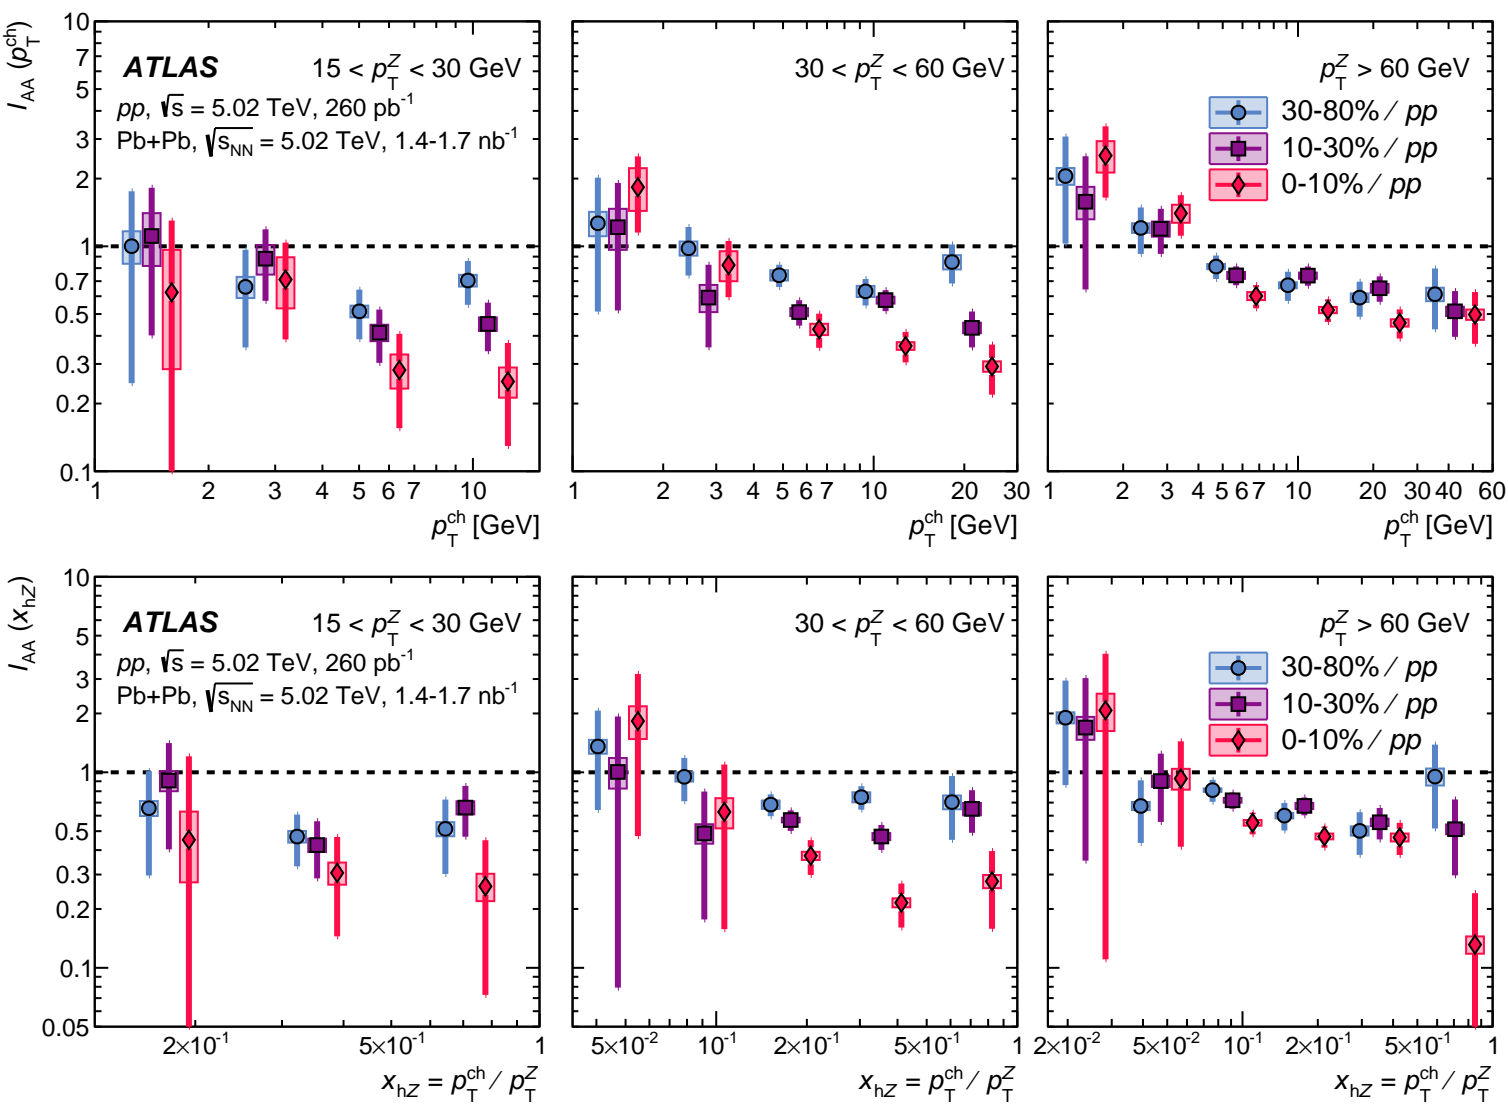 I_AA (p_T^ch)
10
7
5
4
3
2
1
0.7
0.5
0.4
0.3
0.2
0.1
ATLAS 15 < p_T^Z < 30 GeV
pp, √s = 5.02 TeV, 260 pb⁻¹
Pb+Pb, √s_NN = 5.02 TeV, 1.4-1.7 nb⁻¹
1 2 3 4 5 6 7 10
p_T^ch [GeV]
30 < p_T^Z < 60 GeV
1 2 3 4 5 6 7 10 20 30
p_T^ch [GeV]
p_T^Z > 60 GeV
30-80% / pp
10-30% / pp
0-10% / pp
1 2 3 4 5 6 7 10 20 30 40 60
p_T^ch [GeV]
I_AA (x_hZ)
10
5
4
3
2
1
0.5
0.3
0.2
0.1
0.05
ATLAS 15 < p_T^Z < 30 GeV
pp, √s = 5.02 TeV, 260 pb⁻¹
Pb+Pb, √s_NN = 5.02 TeV, 1.4-1.7 nb⁻¹
2×10⁻¹ 5×10⁻¹ 1
x_hZ = p_T^ch / p_T^Z
30 < p_T^Z < 60 GeV
5×10⁻² 10⁻¹ 2×10⁻¹ 5×10⁻¹ 1
x_hZ = p_T^ch / p_T^Z
p_T^Z > 60 GeV
30-80% / pp
10-30% / pp
0-10% / pp
2×10⁻² 5×10⁻² 10⁻¹ 2×10⁻¹ 5×10⁻¹ 1
x_hZ = p_T^ch / p_T^Z